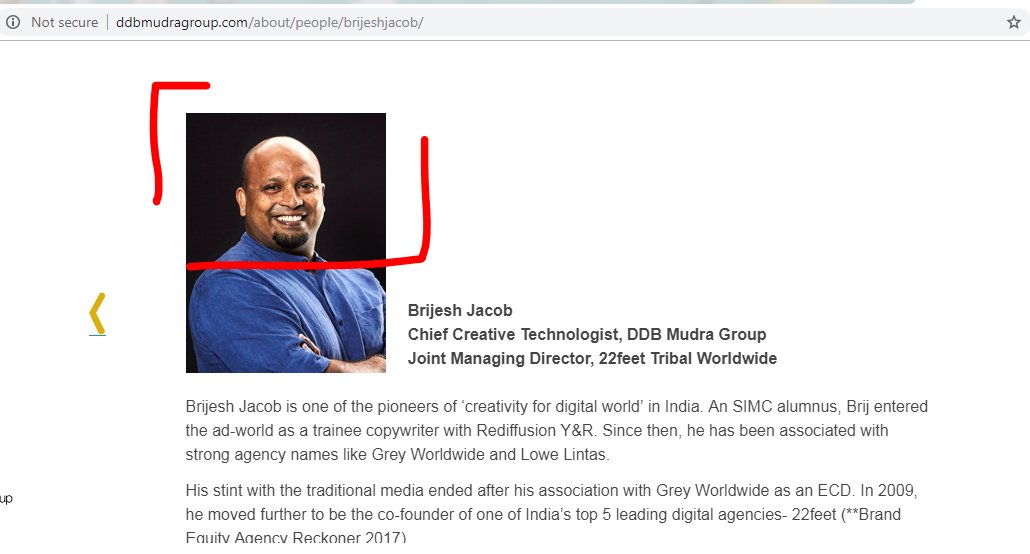 Not secure | ddbmudragroup.com/about/people/brijeshjacob/
Brijesh Jacob
Chief Creative Technologist, DDB Mudra Group
Joint Managing Director, 22feet Tribal Worldwide
Brijesh Jacob is one of the pioneers of ‘creativity for digital world’ in India. An SIMC alumnus, Brij entered
the ad-world as a trainee copywriter with Rediffusion Y&R. Since then, he has been associated with
strong agency names like Grey Worldwide and Lowe Lintas.
up
His stint with the traditional media ended after his association with Grey Worldwide as an ECD. In 2009,
he moved further to be the co-founder of one of India’s top 5 leading digital agencies- 22feet (**Brand
Equity Agency Reckoner 2017)